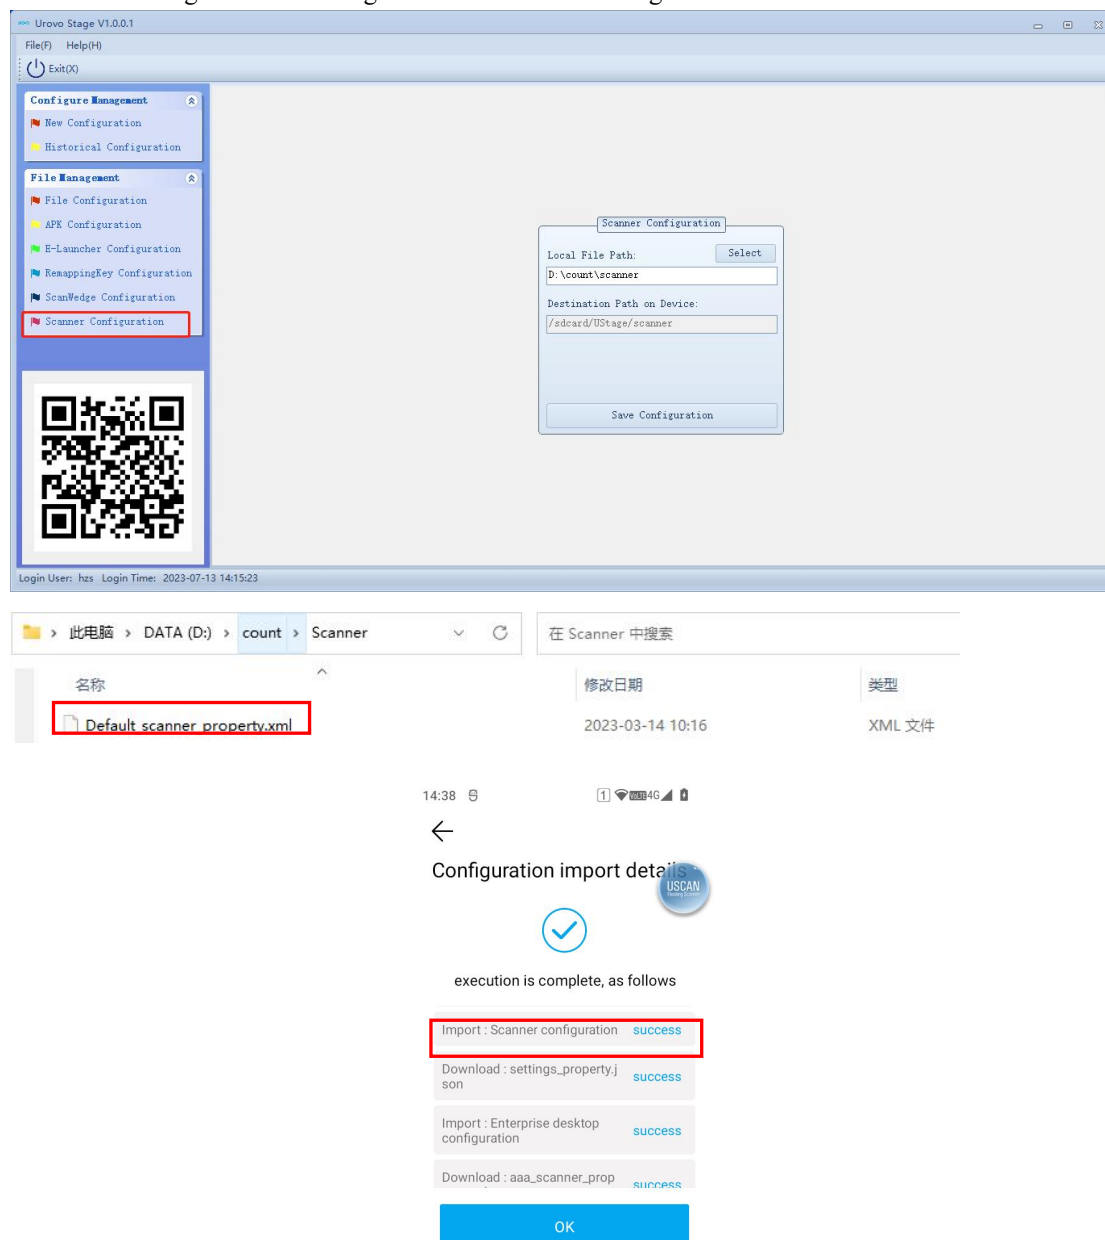 Urovo Stage V1.0.0.1
File(F) Help(H)
Exit(X)
Configure Management
New Configuration
Historical Configuration
File Management
File Configuration
APK Configuration
E-Launcher Configuration
RemappingKey Configuration
ScanWedge Configuration
Scanner Configuration
Scanner Configuration
Local File Path:
Select
D:\count\scanner
Destination Path on Device:
/sdcard/UStage/scanner
Save Configuration
Login User: hzs Login Time: 2023-07-13 14:15:23
此电脑 > DATA (D:) > count > Scanner
在 Scanner 中搜索
名称 修改日期 类型
Default_scanner_property.xml 2023-03-14 10:16 XML 文件
14:38 1 VoLTE 4G
Configuration import details
USCAN
execution is complete, as follows
Import : Scanner configuration success
Download : settings_property.j
son
success
Import : Enterprise desktop
configuration
success
Download : aaa_scanner_prop
success
OK